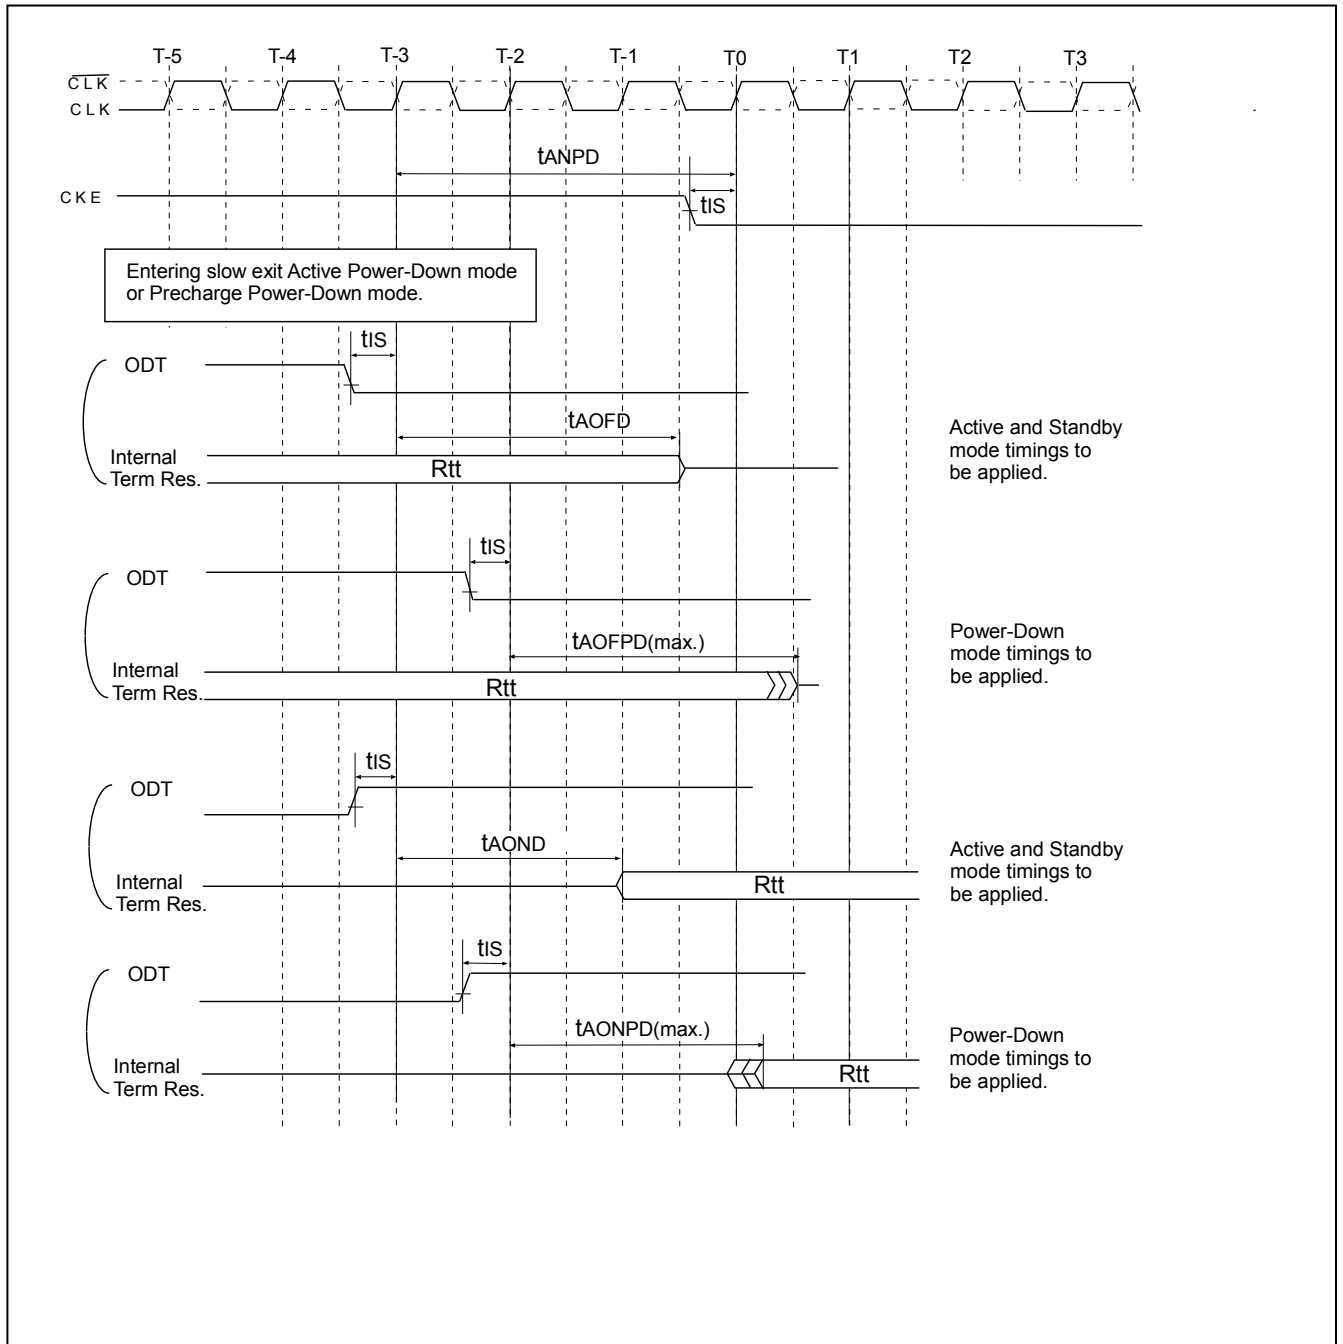 T-5 T-4 T-3 T-2 T-1 T0 T1 T2 T3
CLK
CLK
tANPD
CKE
tIS
Entering slow exit Active Power-Down mode
or Precharge Power-Down mode.
tIS
ODT
tAOFD
Internal
Term Res.
Rtt
Active and Standby
mode timings to
be applied.
tIS
ODT
tAOFPD(max.)
Internal
Term Res.
Rtt
Power-Down
mode timings to
be applied.
tIS
ODT
tAOND
Internal
Term Res.
Rtt
Active and Standby
mode timings to
be applied.
tIS
ODT
tAONPD(max.)
Internal
Term Res.
Rtt
Power-Down
mode timings to
be applied.